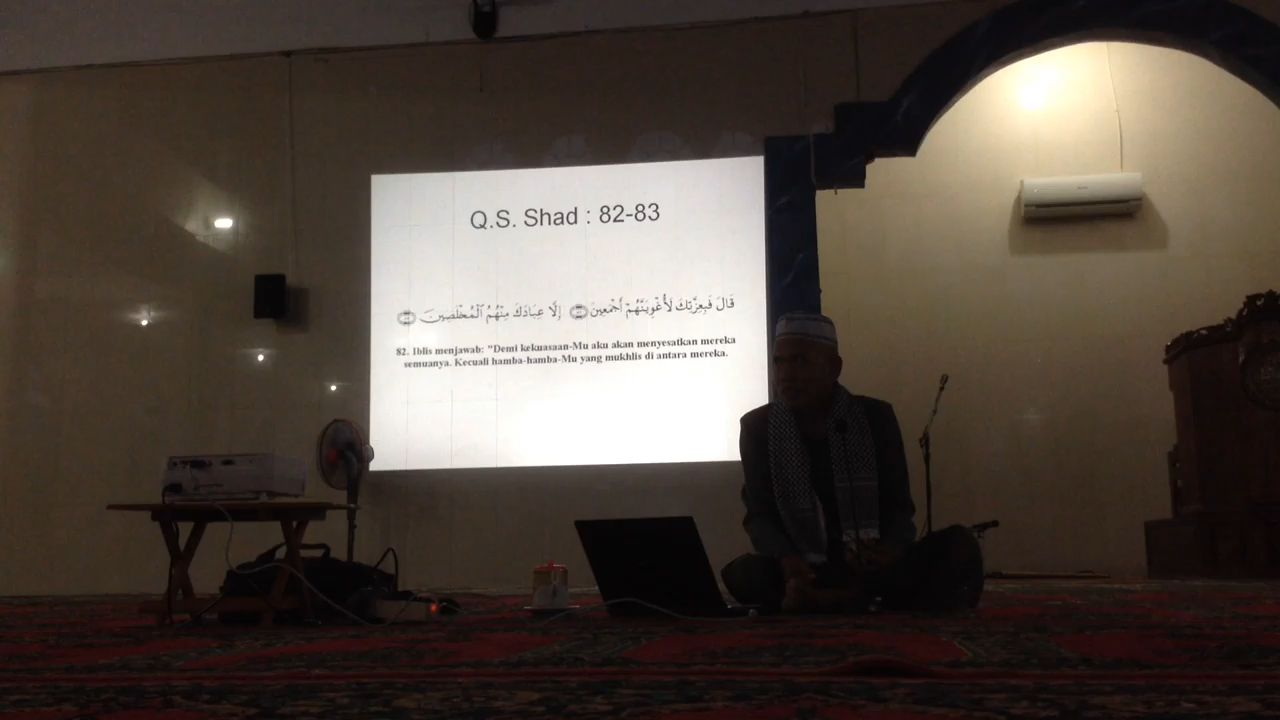 Q.S. Shad : 82-83
قَالَ فَبِعِزَّتِكَ لَأُغْوِيَنَّهُمْ أَجْمَعِينَ ۝ إِلَّا عِبَادَكَ مِنْهُمُ ٱلْمُخْلَصِينَ ۝
82. Iblis menjawab: "Demi kekuasaan-Mu aku akan menyesatkan mereka
semuanya. Kecuali hamba-hamba-Mu yang mukhlis di antara mereka.